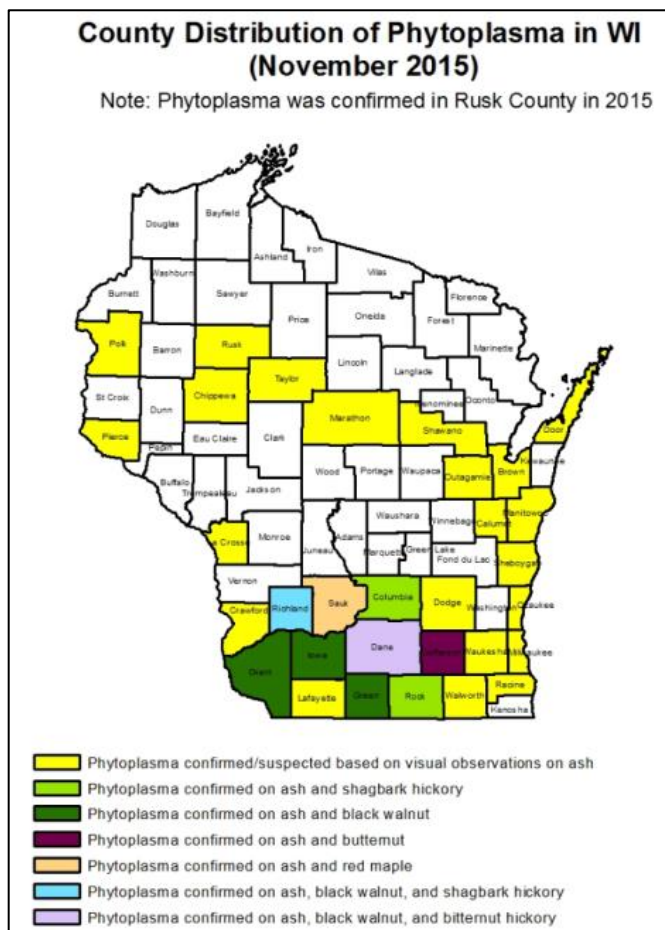 County Distribution of Phytoplasma in WI
(November 2015)
Note: Phytoplasma was confirmed in Rusk County in 2015
Douglas
Bayfield
Ashland
Iron
Vilas
Burnett
Washburn
Sawyer
Price
Oneida
Forest
Florence
Marinette
Polk
Barron
Rusk
Lincoln
Langlade
Taylor
St Croix
Dunn
Chippewa
Marathon
Menominee
Oconto
Shawano
Door
Pierce
Pepin
Eau Claire
Clark
Wood
Portage
Waupaca
Outagamie
Brown
Kewaunee
Buffalo
Trempealeau
Jackson
Waushara
Winnebago
Calumet
Manitowoc
La Crosse
Monroe
Juneau
Adams
Marquette
Green Lake
Fond du Lac
Sheboygan
Vernon
Crawford
Richland
Sauk
Columbia
Dodge
Washington
Ozaukee
Grant
Iowa
Dane
Waukesha
Milwaukee
Lafayette
Green
Rock
Walworth
Racine
Kenosha
Phytoplasma confirmed/suspected based on visual observations on ash
Phytoplasma confirmed on ash and shagbark hickory
Phytoplasma confirmed on ash and black walnut
Phytoplasma confirmed on ash and butternut
Phytoplasma confirmed on ash and red maple
Phytoplasma confirmed on ash, black walnut, and shagbark hickory
Phytoplasma confirmed on ash, black walnut, and bitternut hickory